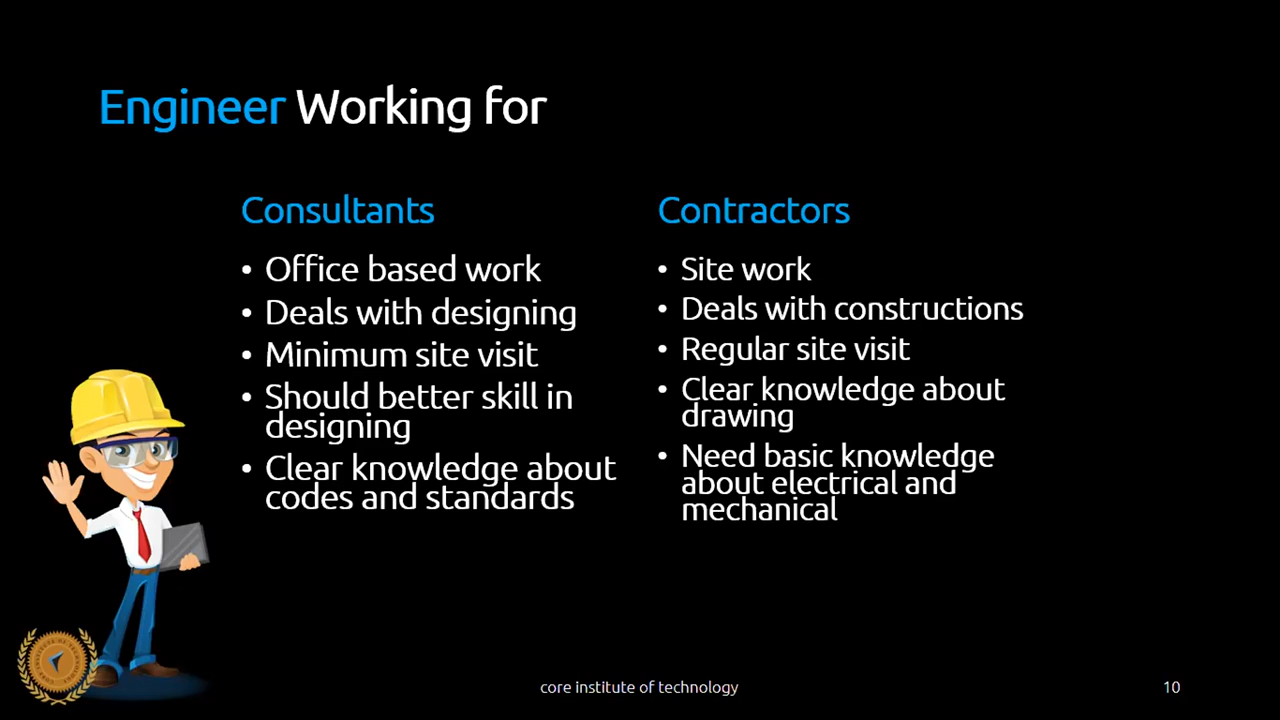 Engineer Working for
Consultants
• Office based work
• Deals with designing
• Minimum site visit
• Should better skill in
designing
• Clear knowledge about
codes and standards
Contractors
• Site work
• Deals with constructions
• Regular site visit
• Clear knowledge about
drawing
• Need basic knowledge
about electrical and
mechanical
core institute of technology
10